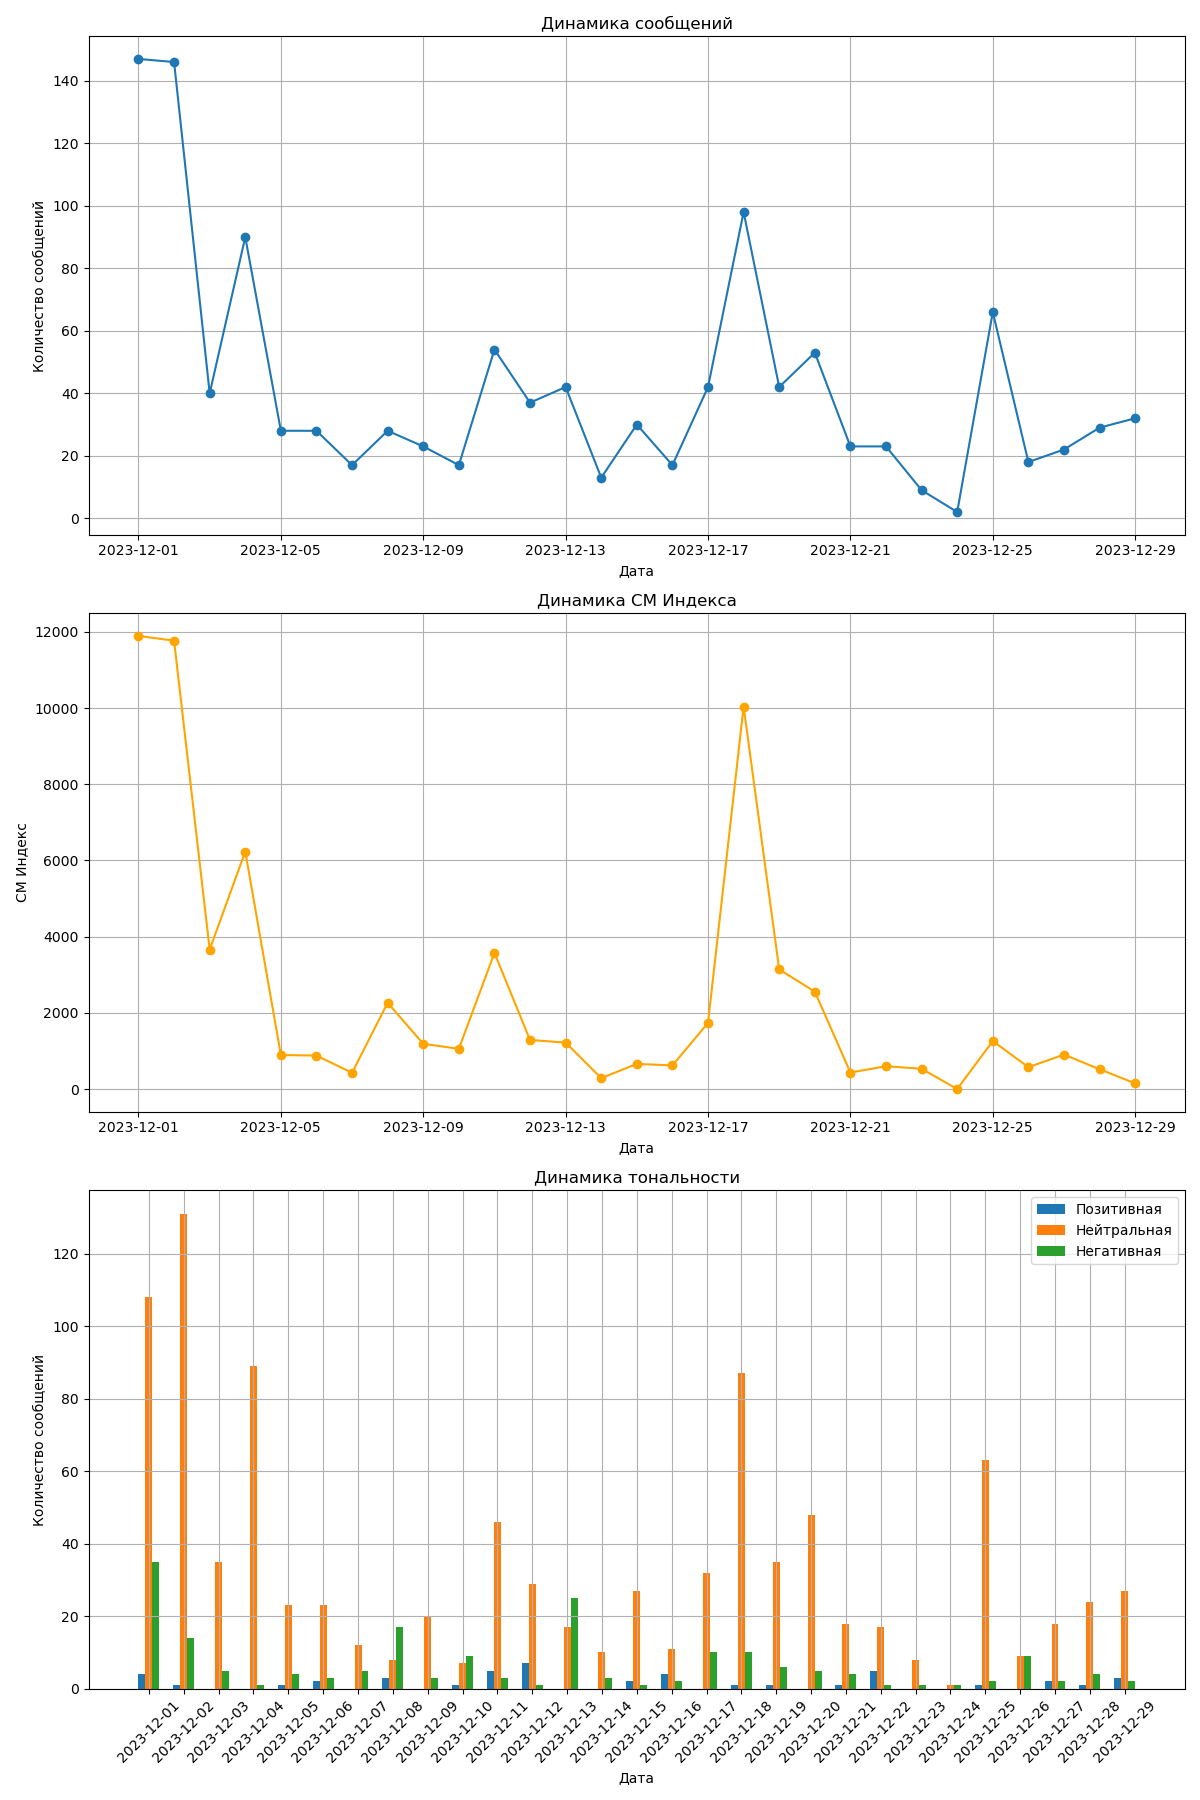 Динамика сообщений
Количество сообщений
140
120
100
80
60
40
20
0
2023-12-01 2023-12-05 2023-12-09 2023-12-13 2023-12-17 2023-12-21 2023-12-25 2023-12-29
Дата
Динамика СМ Индекса
СМ Индекс
12000
10000
8000
6000
4000
2000
0
2023-12-01 2023-12-05 2023-12-09 2023-12-13 2023-12-17 2023-12-21 2023-12-25 2023-12-29
Дата
Динамика тональности
Количество сообщений
120
100
80
60
40
20
0
Позитивная
Нейтральная
Негативная
2023-12-01 2023-12-02 2023-12-03 2023-12-04 2023-12-05 2023-12-06 2023-12-07 2023-12-08 2023-12-09 2023-12-10 2023-12-11 2023-12-12 2023-12-13 2023-12-14 2023-12-15 2023-12-16 2023-12-17 2023-12-18 2023-12-19 2023-12-20 2023-12-21 2023-12-22 2023-12-23 2023-12-24 2023-12-25 2023-12-26 2023-12-27 2023-12-28 2023-12-29
Дата